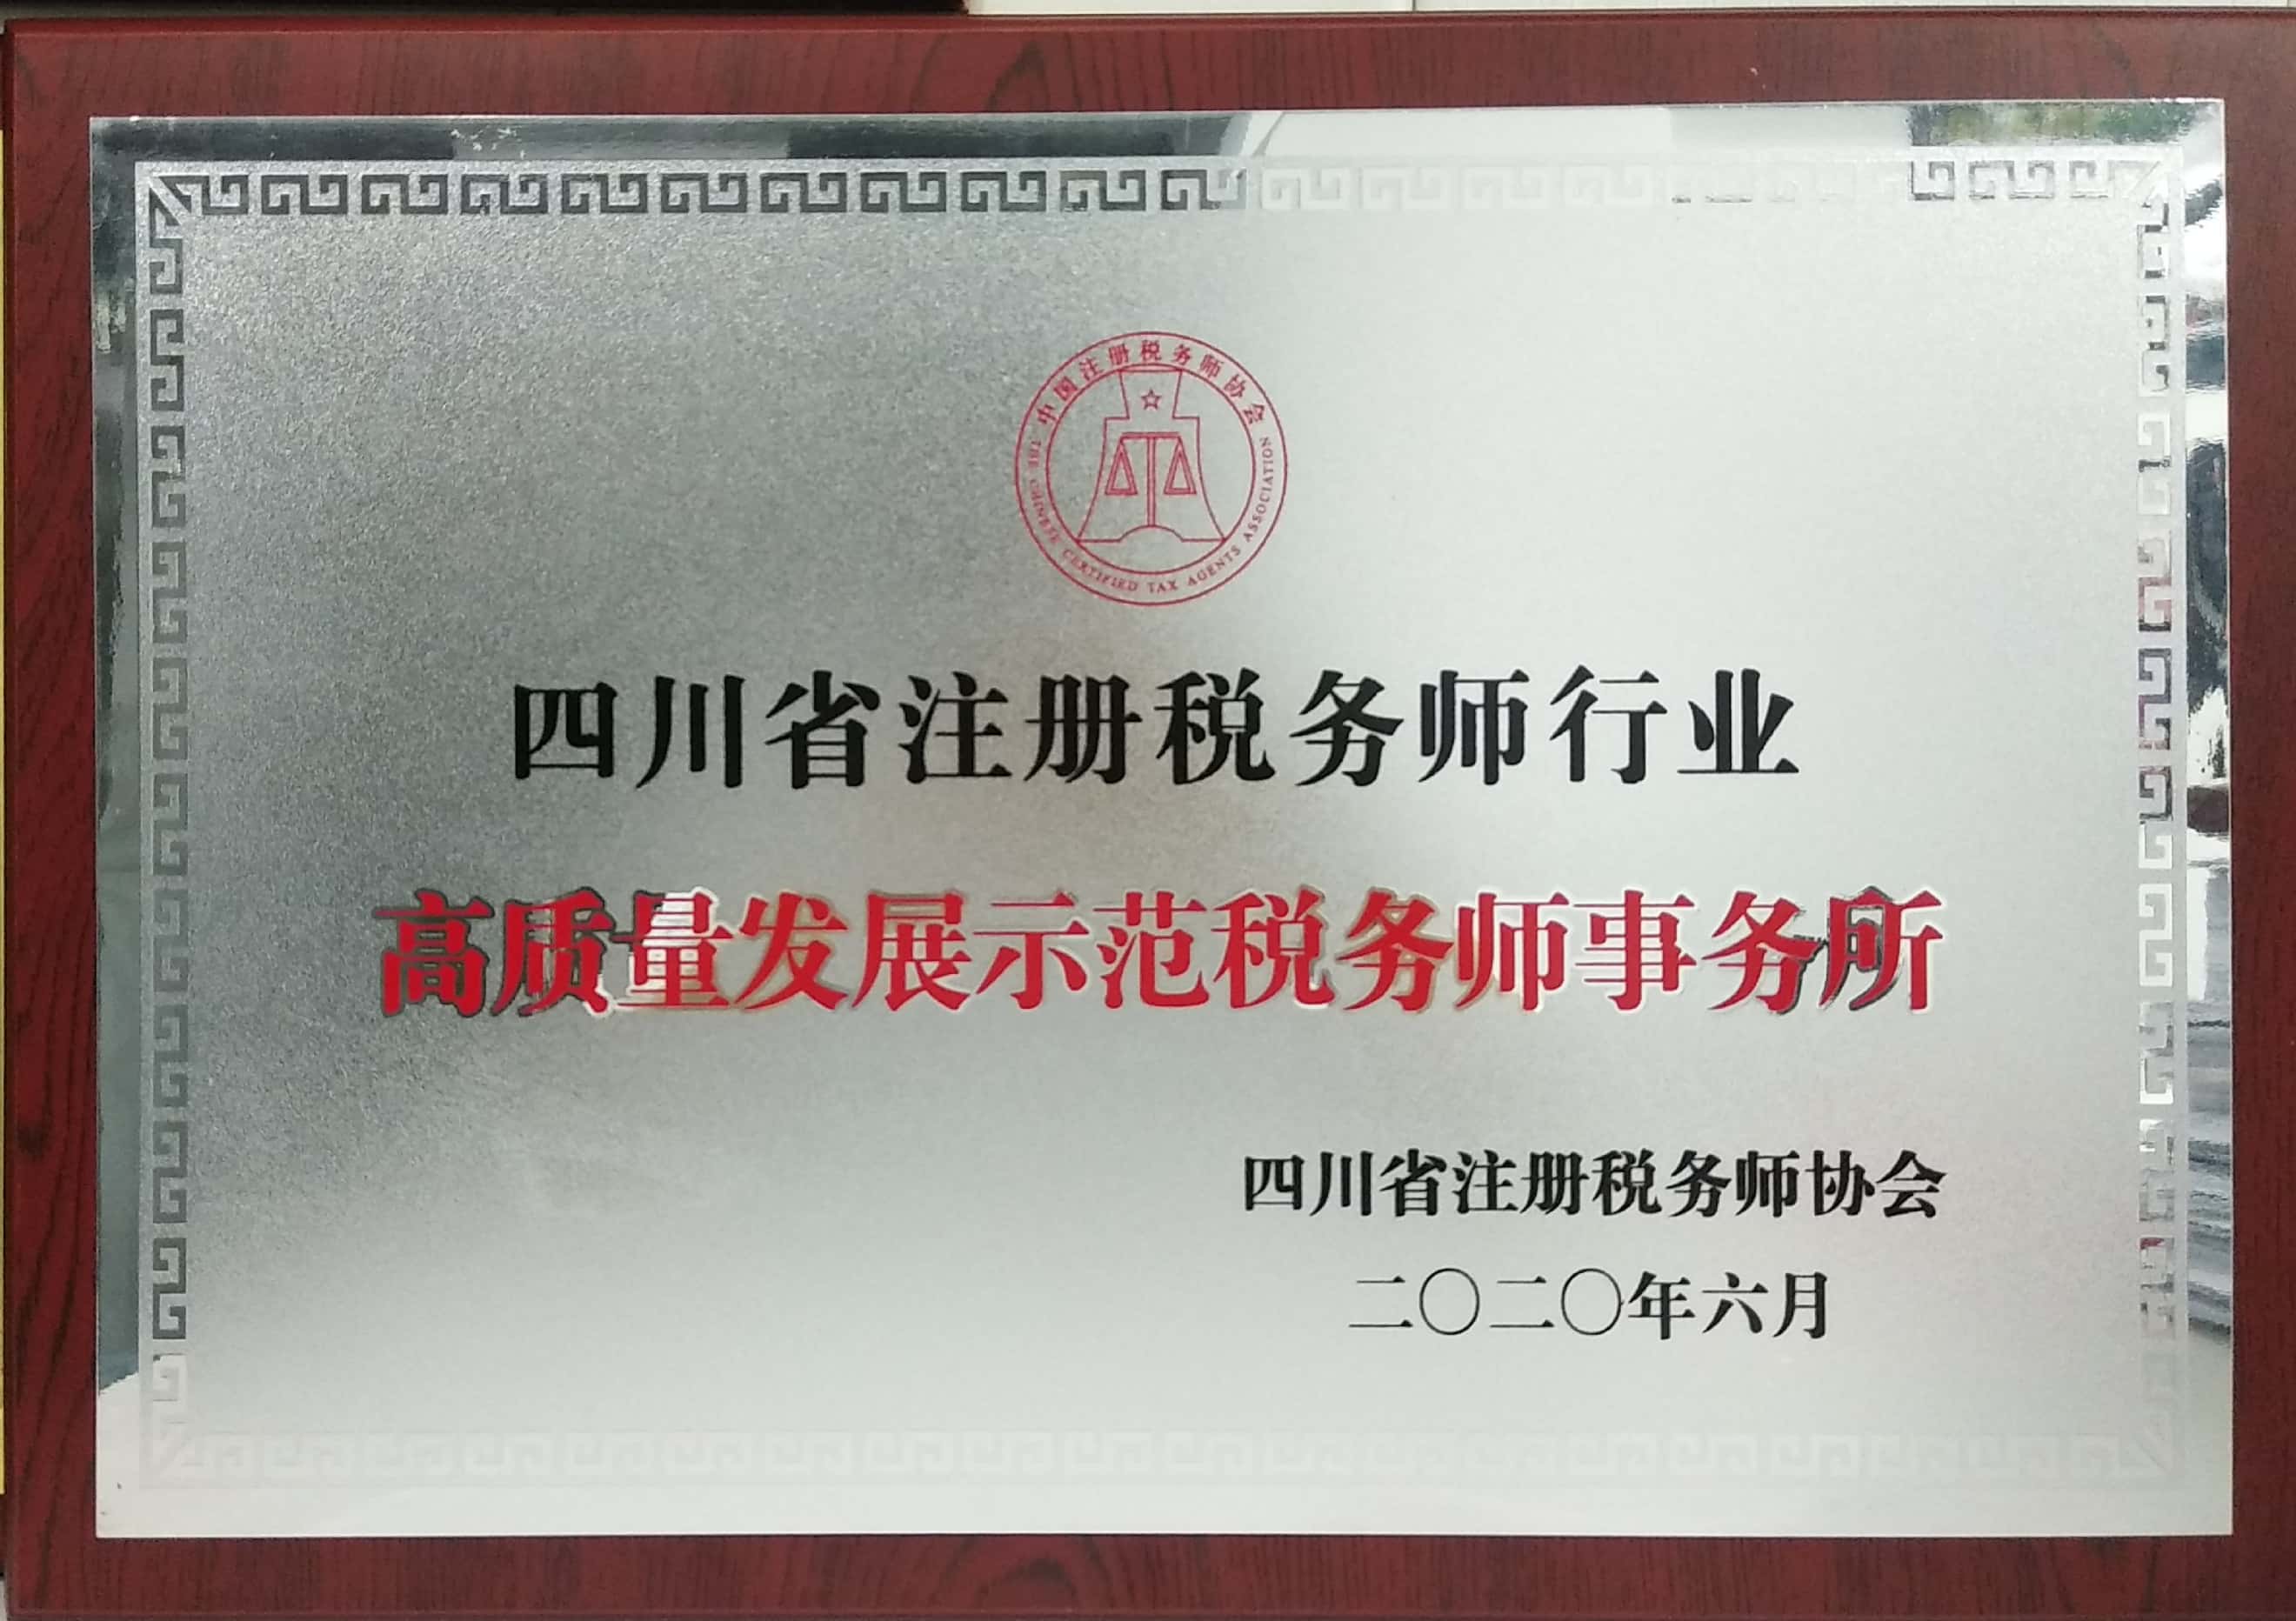 中国注册税务师协会
THE CHINESE CERTIFIED TAX AGENTS ASSOCIATION
四川省注册税务师行业
高质量发展示范税务师事务所
四川省注册税务师协会
二〇二〇年六月